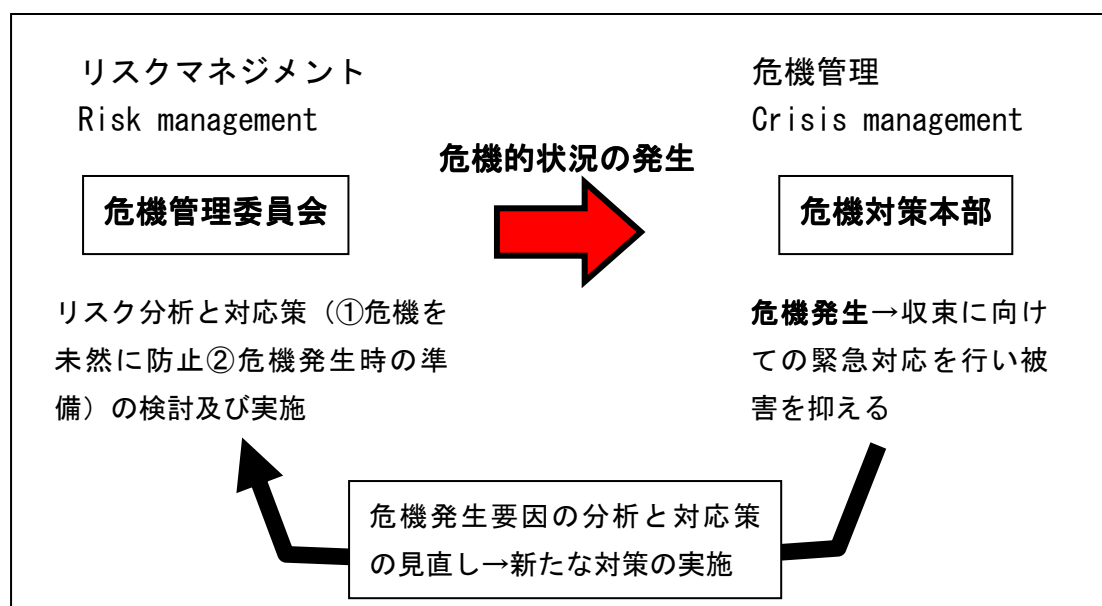 リスクマネジメント
Risk management
危機管理委員会
リスク分析と対応策(①危機を
未然に防止②危機発生時の準
備)の検討及び実施
危機的状況の発生
危機管理
Crisis management
危機対策本部
危機発生→収束に向け
ての緊急対応を行い被
害を抑える
危機発生要因の分析と対応策
の見直し→新たな対策の実施